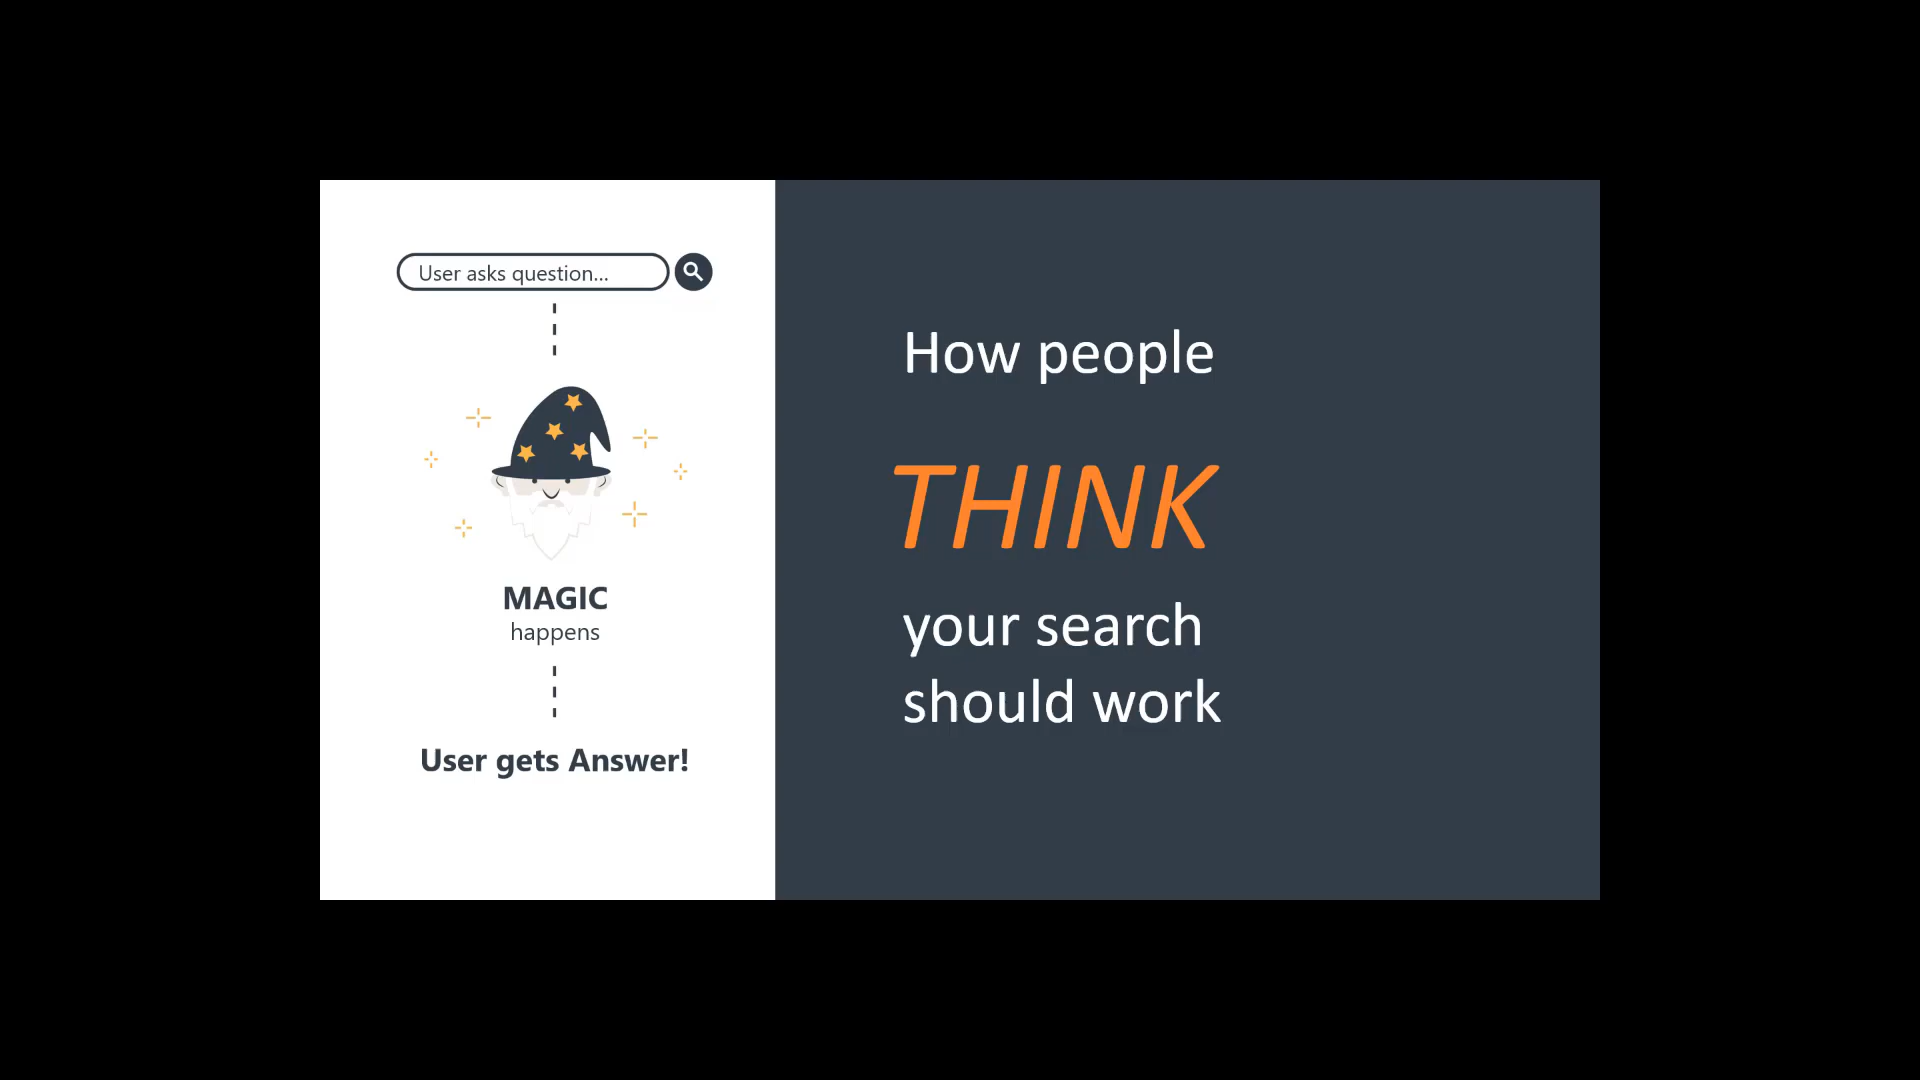 User asks question...
MAGIC
happens
User gets Answer!
How people
THINK
your search
should work